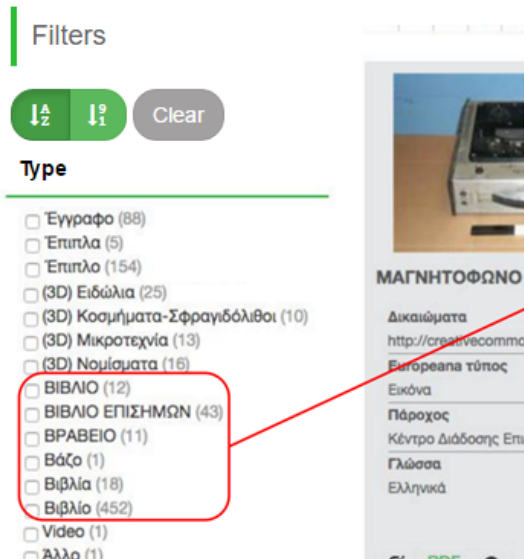 Filters
Clear
Type
Έγγραφο (88)
Έπιπλα (5)
Έπιπλο (154)
(3D) Ειδώλια (25)
(3D) Κοσμήματα-Σφραγιδόλιθοι (10)
(3D) Μικροτεχνία (13)
(3D) Νομίσματα (16)
ΒΙΒΛΙΟ (12)
ΒΙΒΛΙΟ ΕΠΙΣΗΜΩΝ (43)
ΒΡΑΒΕΙΟ (11)
Βάζο (1)
Βιβλία (18)
Βιβλίο (452)
Video (1)
Άλλο (1)
ΜΑΓΝΗΤΟΦΩΝΟ
Δικαιώματα
http://creativecommo
Europeana τύπος
Εικόνα
Πάροχος
Κέντρο Διάδοσης Επι
Γλώσσα
Ελληνικά